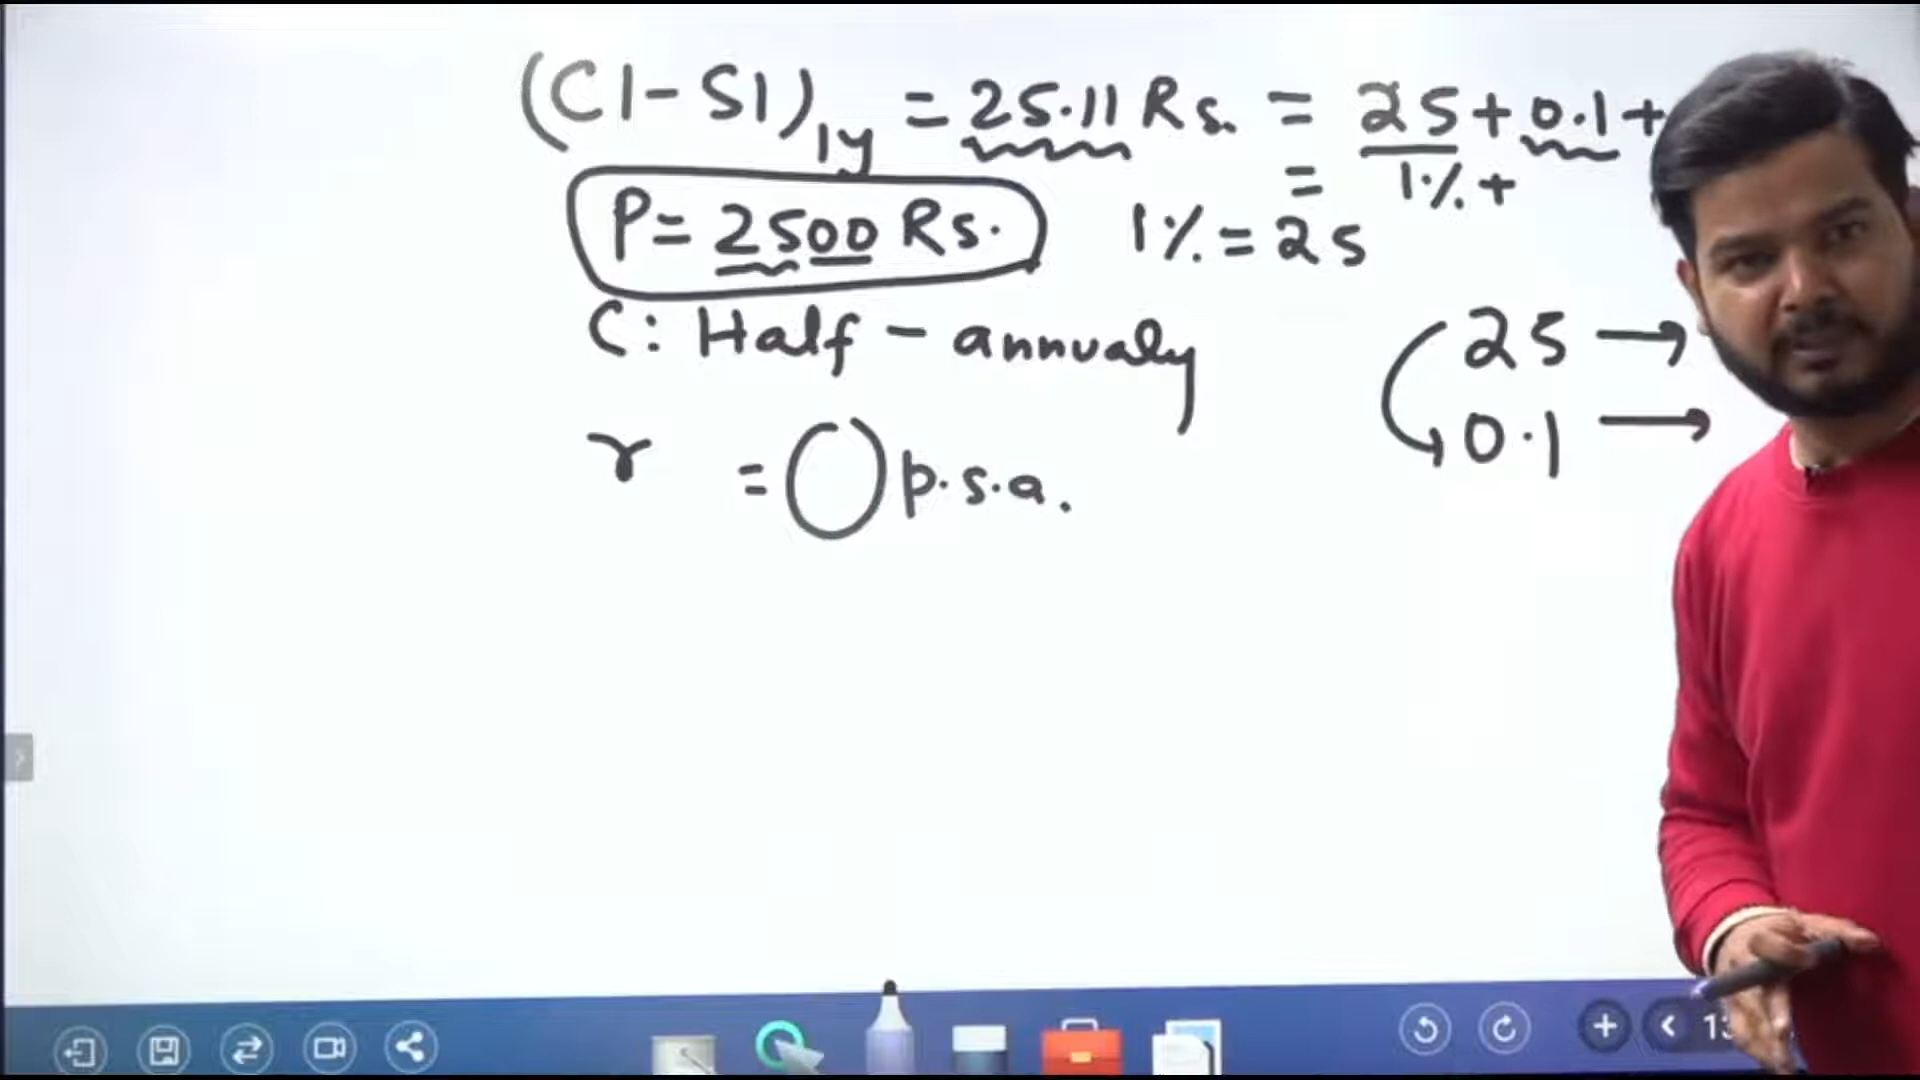 (CI-SI)1y = 25.11 Rs. = 25 + 0.1 +
= 1% +
P = 2500 Rs. 1% = 25
C: Half - annualy
25 →
r = p.s.a.
0.1 →